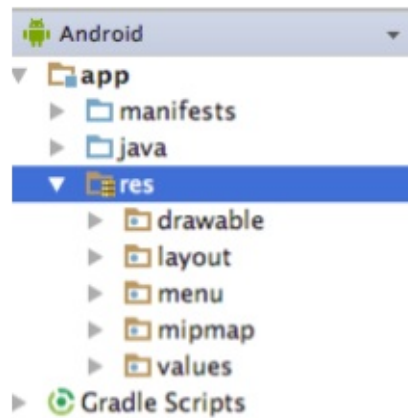 Android
app
manifests
java
res
drawable
layout
menu
mipmap
values
Gradle Scripts